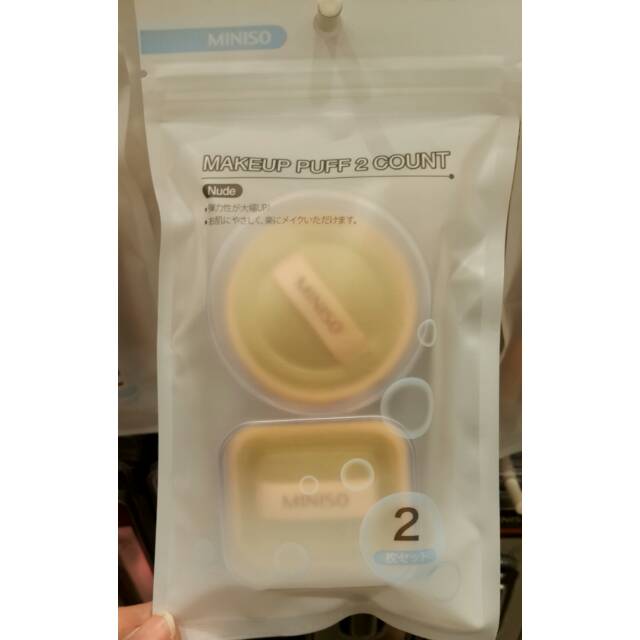 MINISO
MAKEUP PUFF 2 COUNT
Nude
•弾力性が大幅UP!
•お肌にやさしく、楽にメイクいただけます。
MINISO
MINISO
2
枚セット